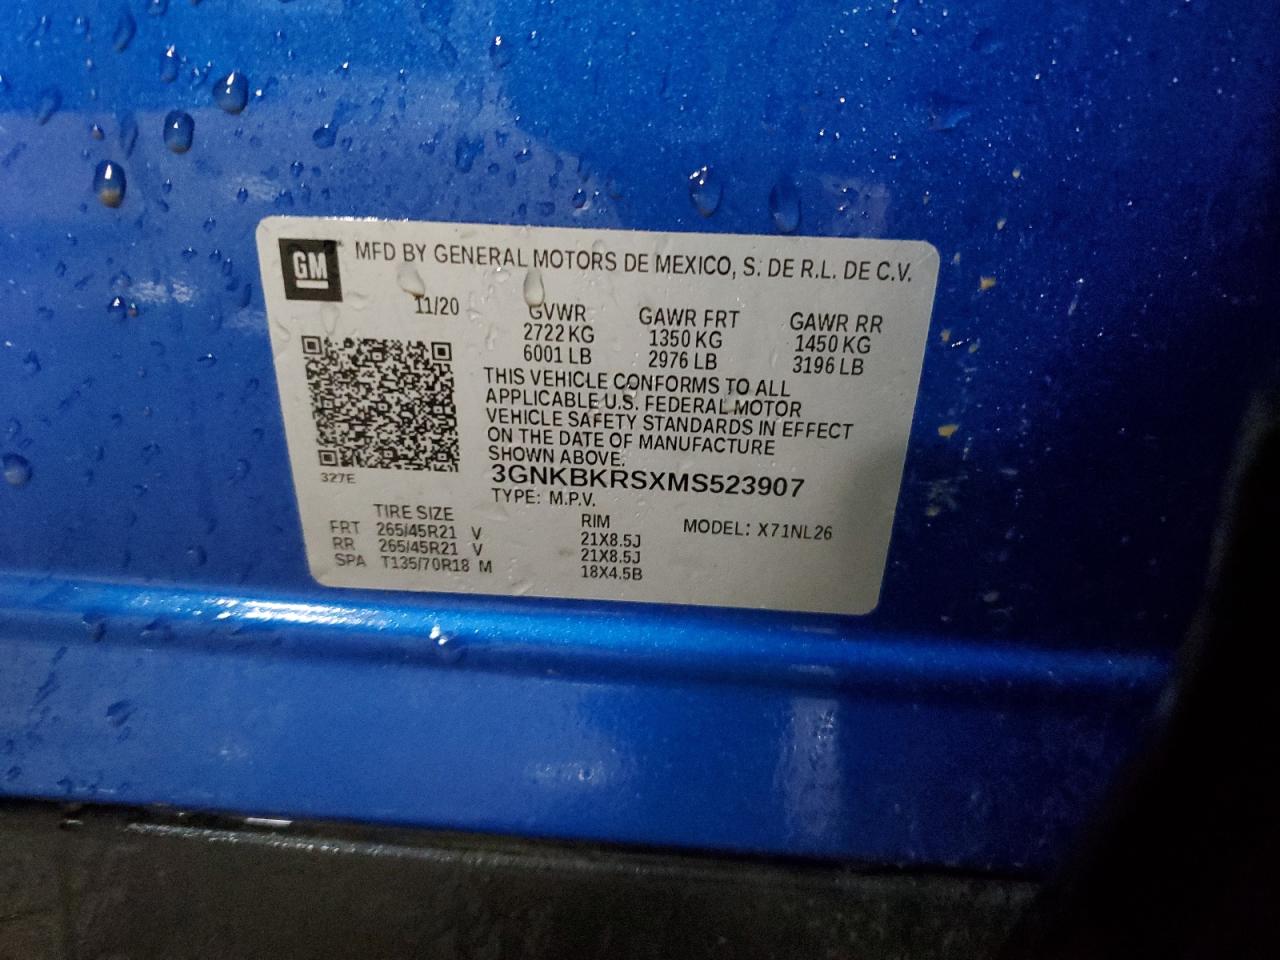 GM MFD BY GENERAL MOTORS DE MEXICO, S. DE R.L. DE C.V.
11/20 GVWR GAWR FRT GAWR RR
2722 KG 1350 KG 1450 KG
6001 LB 2976 LB 3196 LB
THIS VEHICLE CONFORMS TO ALL
APPLICABLE U.S. FEDERAL MOTOR
VEHICLE SAFETY STANDARDS IN EFFECT
ON THE DATE OF MANUFACTURE
SHOWN ABOVE.
327E
3GNKBKRSXMS523907
TYPE: M.P.V.
TIRE SIZE RIM MODEL: X71NL26
FRT 265/45R21 V 21X8.5J
RR 265/45R21 V 21X8.5J
SPA T135/70R18 M 18X4.5B